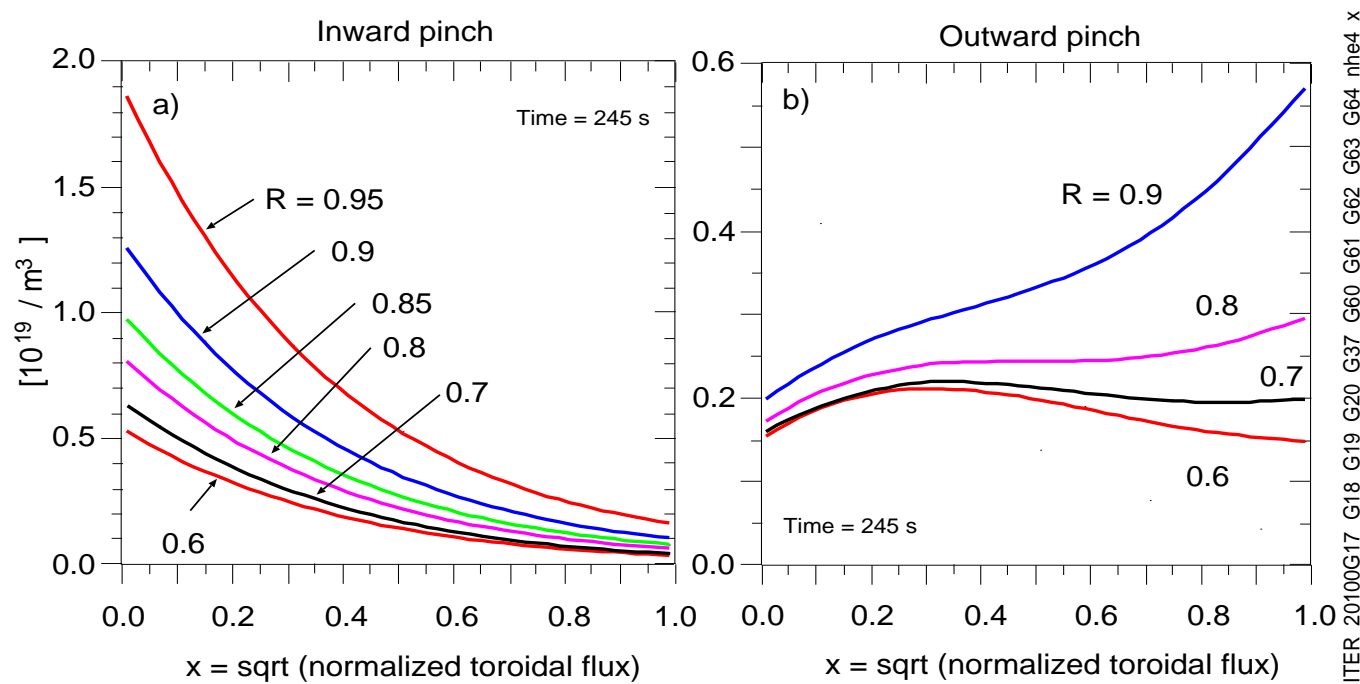 Inward pinch
a)
Time = 245 s
[10^19 / m^3 ]
2.0
1.5
1.0
0.5
0.0
R = 0.95
0.9
0.85
0.8
0.7
0.6
0.0 0.2 0.4 0.6 0.8 1.0
x = sqrt (normalized toroidal flux)
Outward pinch
b)
0.6
0.4
0.2
0.0
R = 0.9
0.8
0.7
0.6
Time = 245 s
0.0 0.2 0.4 0.6 0.8 1.0
x = sqrt (normalized toroidal flux)
ITER 20100G17 G18 G19 G20 G37 G60 G61 G62 G63 G64 nhe4 x